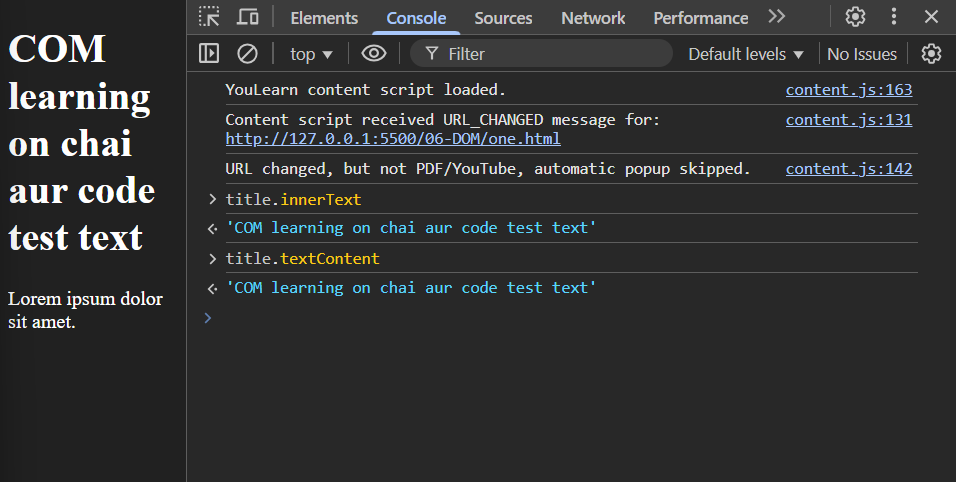 COM
learning
on chai
aur code
test text
Lorem ipsum dolor
sit amet.
Elements Console Sources Network Performance
top Filter Default levels No Issues
YouLearn content script loaded. content.js:163
Content script received URL_CHANGED message for: content.js:131
http://127.0.0.1:5500/06-DOM/one.html
URL changed, but not PDF/YouTube, automatic popup skipped. content.js:142
title.innerText
'COM learning on chai aur code test text'
title.textContent
'COM learning on chai aur code test text'